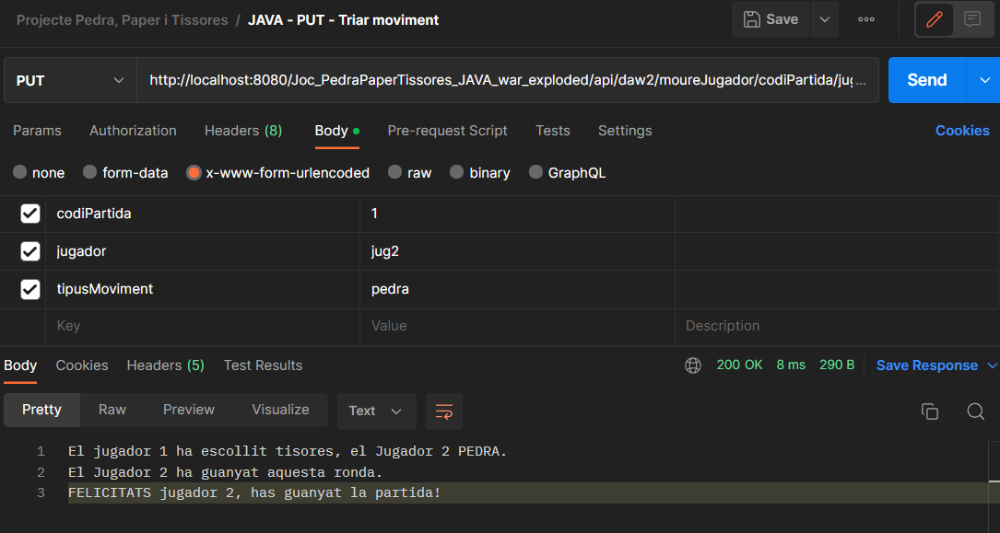 Projecte Pedra, Paper i Tissores / JAVA - PUT - Triar moviment Save
PUT http://localhost:8080/Joc_PedraPaperTissores_JAVA_war_exploded/api/daw2/moureJugador/codiPartida/jug... Send
Params Authorization Headers (8) Body Pre-request Script Tests Settings Cookies
none form-data x-www-form-urlencoded raw binary GraphQL
codiPartida 1
jugador jug2
tipusMoviment pedra
Key Value Description
Body Cookies Headers (5) Test Results 200 OK 8 ms 290 B Save Response
Pretty Raw Preview Visualize Text
1 El jugador 1 ha escollit tisores, el Jugador 2 PEDRA.
2 El Jugador 2 ha guanyat aquesta ronda.
3 FELICITATS jugador 2, has guanyat la partida!